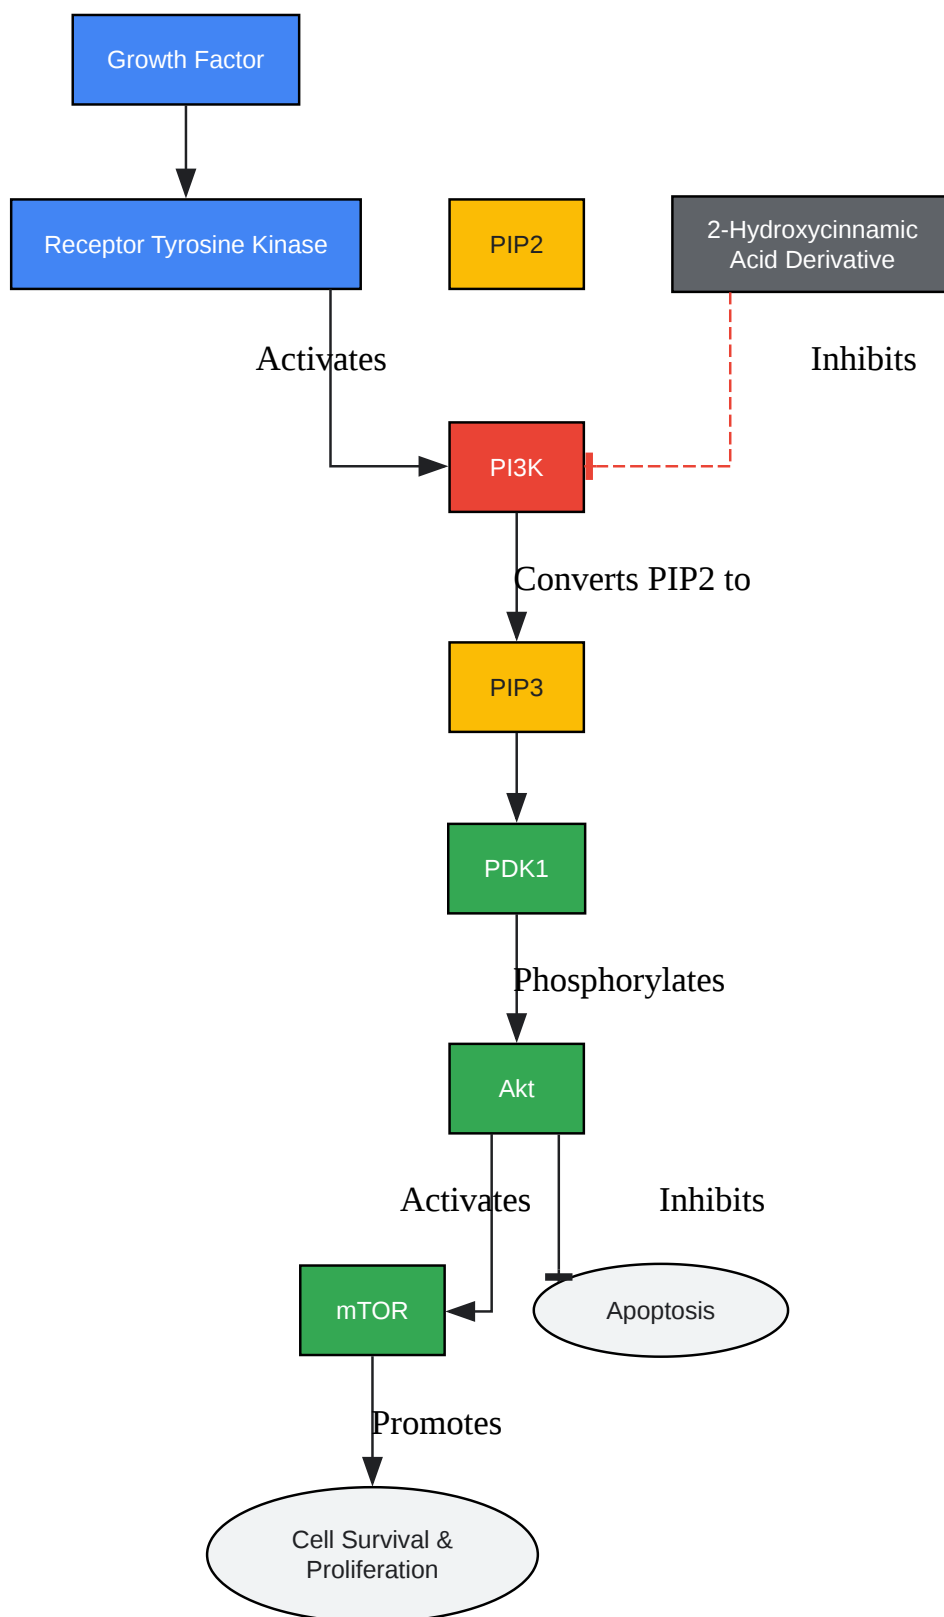 Growth Factor
Receptor Tyrosine Kinase
PIP2
2-Hydroxycinnamic
Acid Derivative
Activates
Inhibits
PI3K
Converts PIP2 to
PIP3
PDK1
Phosphorylates
Akt
Activates
Inhibits
mTOR
Apoptosis
Promotes
Cell Survival &
Proliferation